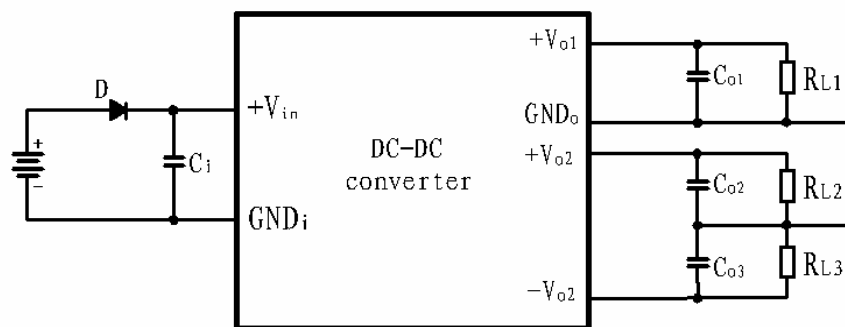 +Vo1
D
+Vin
Co1
RL1
GNDo
+
-
Ci
DC-DC
converter
+Vo2
Co2
RL2
GNDi
Co3
RL3
-Vo2